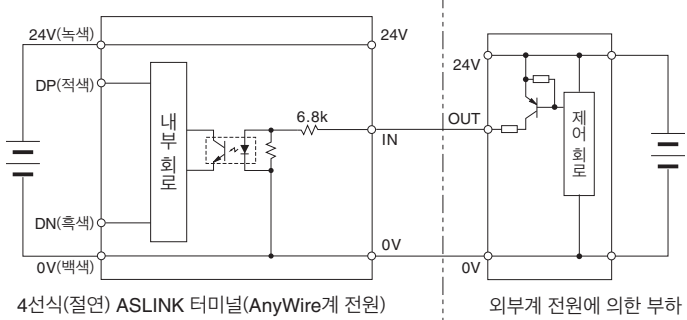 24V(녹색)
24V
DP(적색)
24V
내부 회로
6.8k
OUT
IN
제어 회로
DN(흑색)
0V
0V(백색)
0V
4선식(절연) ASLINK 터미널(AnyWire계 전원)
외부계 전원에 의한 부하